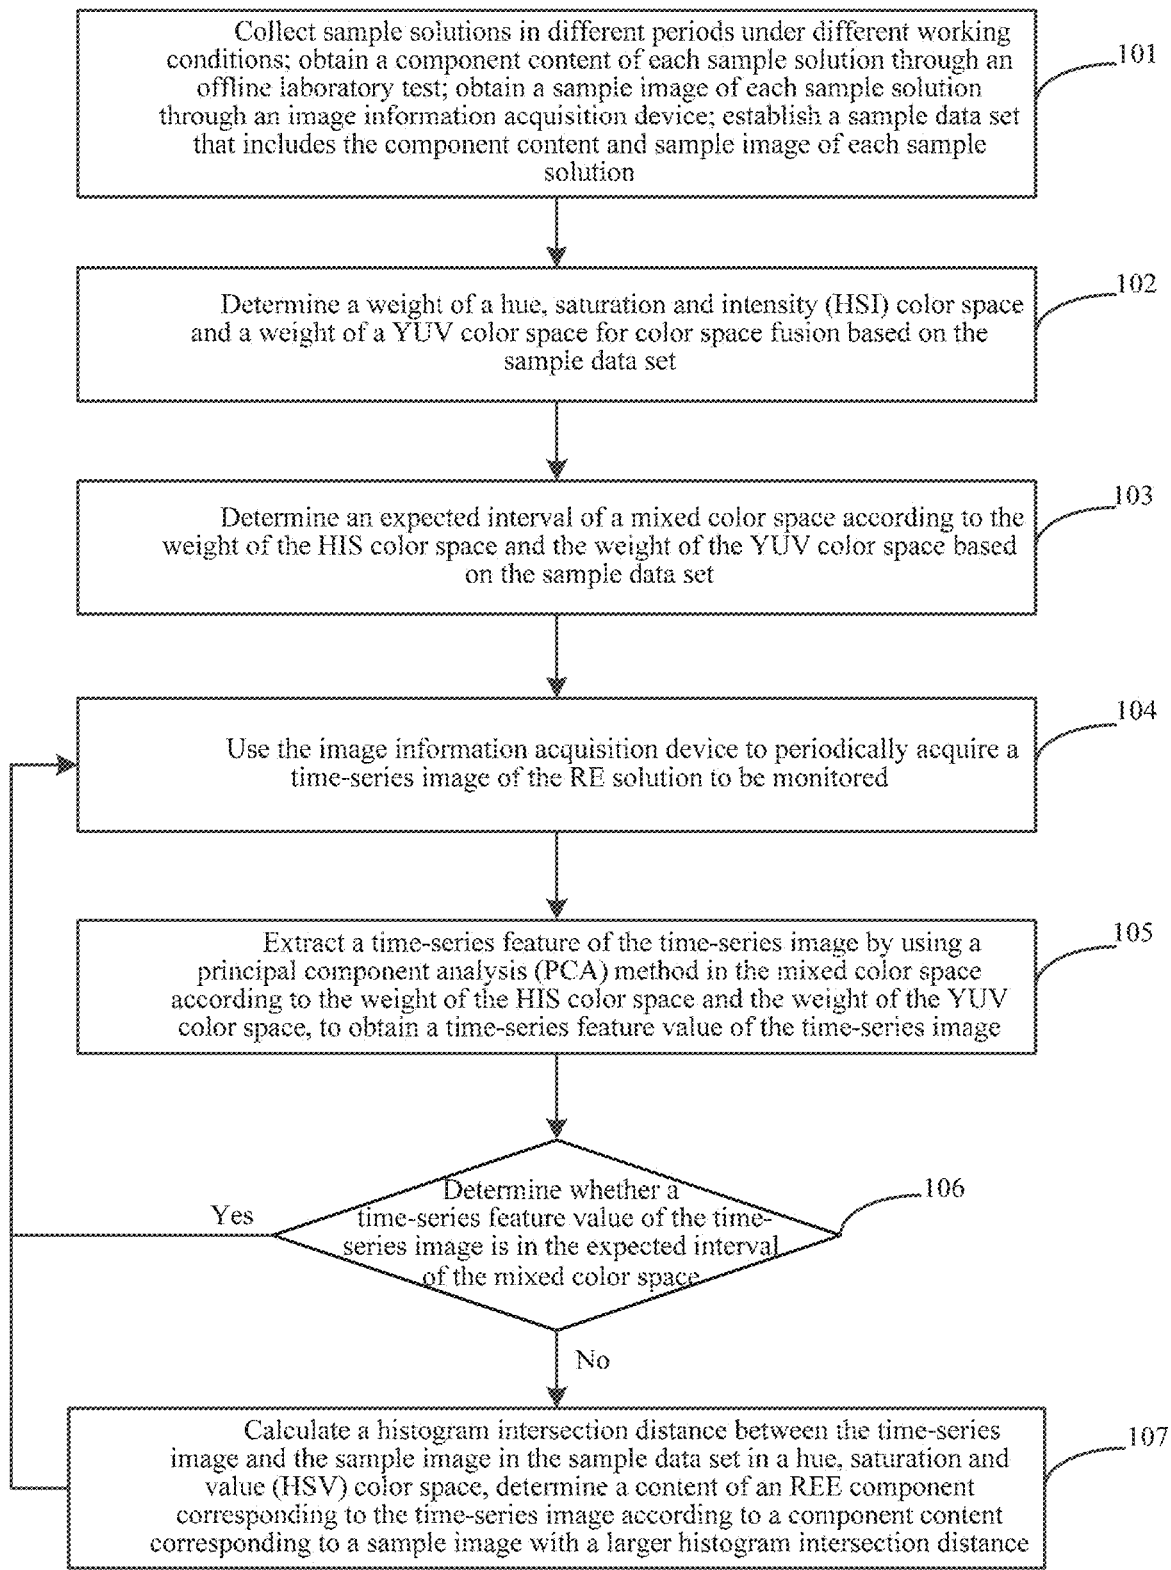 Collect sample solutions in different periods under different working
conditions; obtain a component content of each sample solution through an
offline laboratory test; obtain a sample image of each sample solution
through an image information acquisition device; establish a sample data set
that includes the component content and sample image of each sample
solution
101
Determine a weight of a hue, saturation and intensity (HSI) color space
and a weight of a YUV color space for color space fusion based on the
sample data set
102
Determine an expected interval of a mixed color space according to the
weight of the HIS color space and the weight of the YUV color space based
on the sample data set
103
Use the image information acquisition device to periodically acquire a
time-series image of the RE solution to be monitored
104
Extract a time-series feature of the time-series image by using a
principal component analysis (PCA) method in the mixed color space
according to the weight of the HIS color space and the weight of the YUV
color space, to obtain a time-series feature value of the time-series image
105
Determine whether a
time-series feature value of the time-
series image is in the expected interval
of the mixed color space
106
Yes
No
Calculate a histogram intersection distance between the time-series
image and the sample image in the sample data set in a hue, saturation and
value (HSV) color space, determine a content of an REE component
corresponding to the time-series image according to a component content
corresponding to a sample image with a larger histogram intersection distance
107